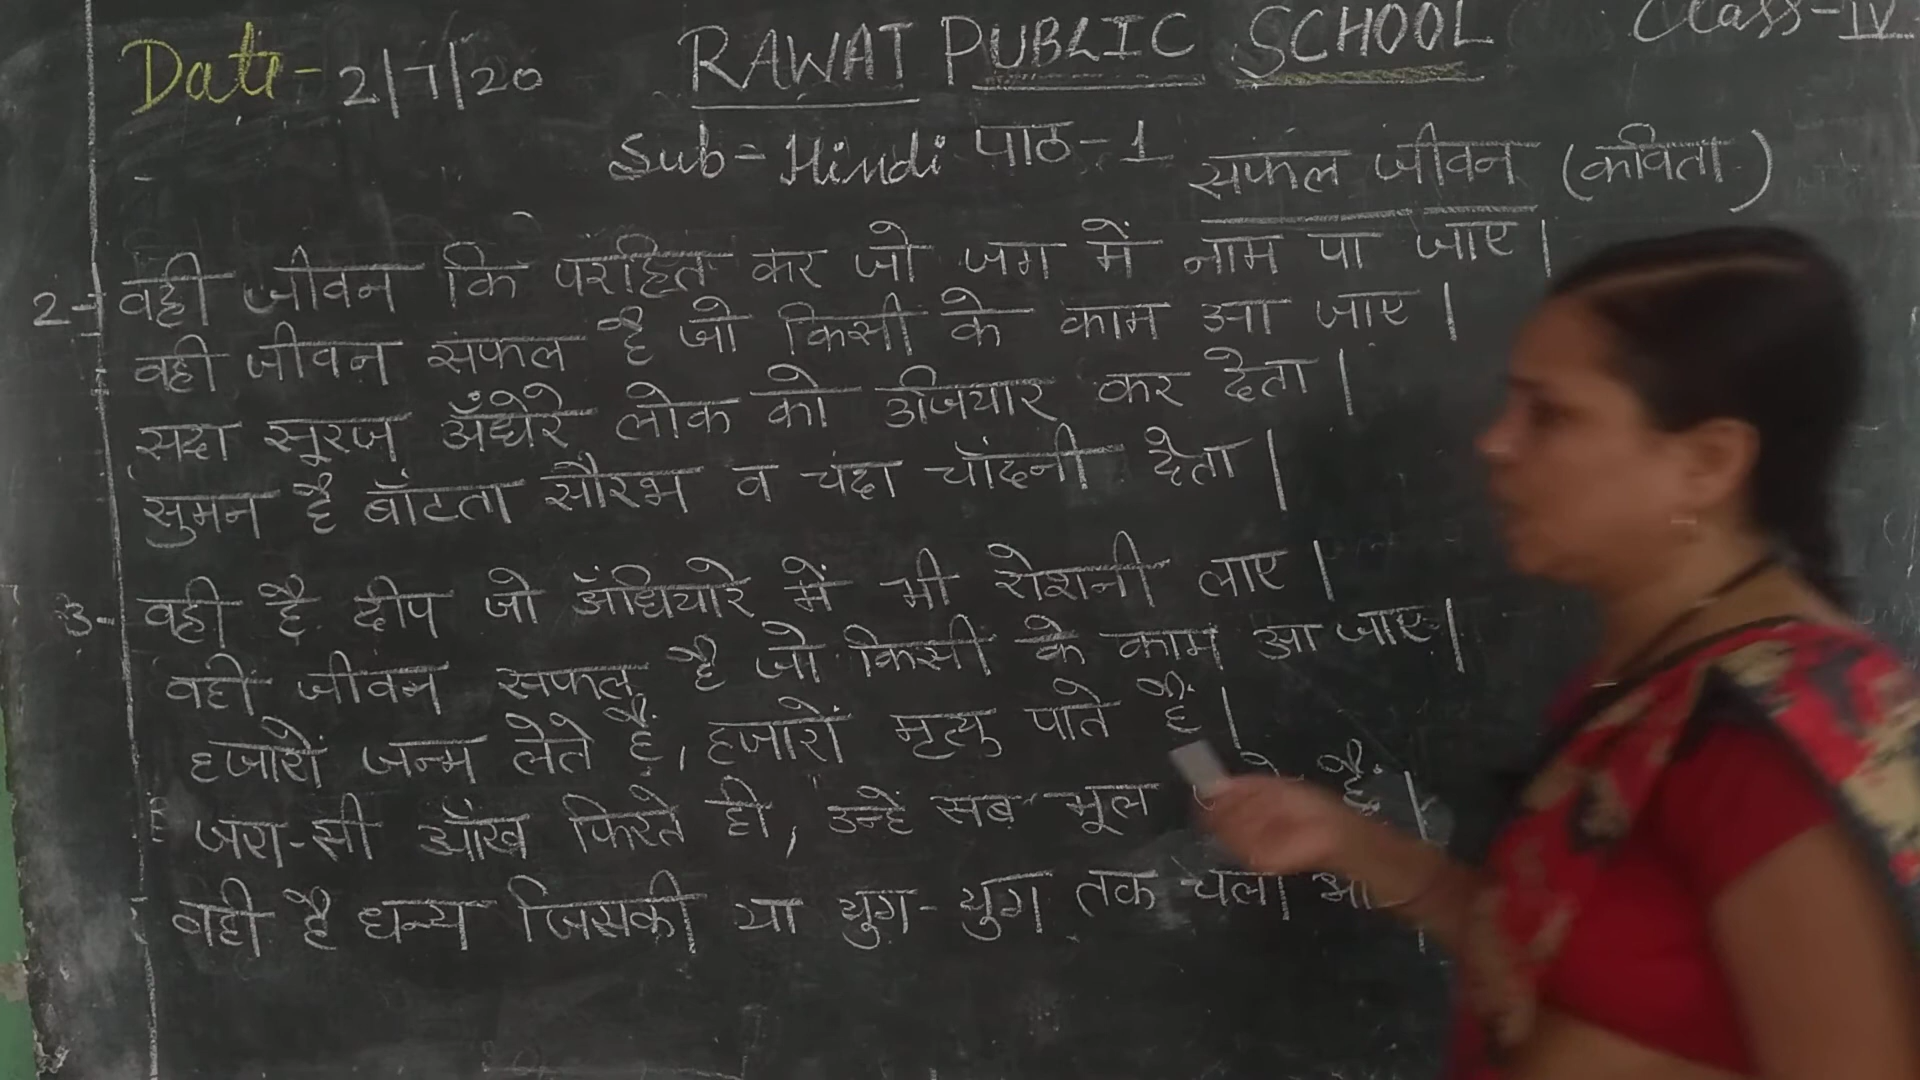 Date- 2/7/20 RAWAT PUBLIC SCHOOL Class-IV
Sub=Hindi पाठ-1 सफल जीवन (कविता)
2- वही जीवन कि परहित कर जो जग में नाम पा जाए।
वही जीवन सफल है जो किसी के काम आ जाए।
सदा सूरज अँधेरे लोक को उजियार कर देता।
सुमन है बाँटता सौरभ व चंदा चाँदनी देता।
3- वही है दीप जो अँधियारे में भी रोशनी लाए।
वही जीवन सफल है जो किसी के काम आ जाए।
हजारों जन्म लेते हैं, हजारों मृत्यु पाते हैं।
जरा-सी आँख फिरते ही, उन्हें सब भूल हैं।
वही है धन्य जिसकी या युग-युग तक चला